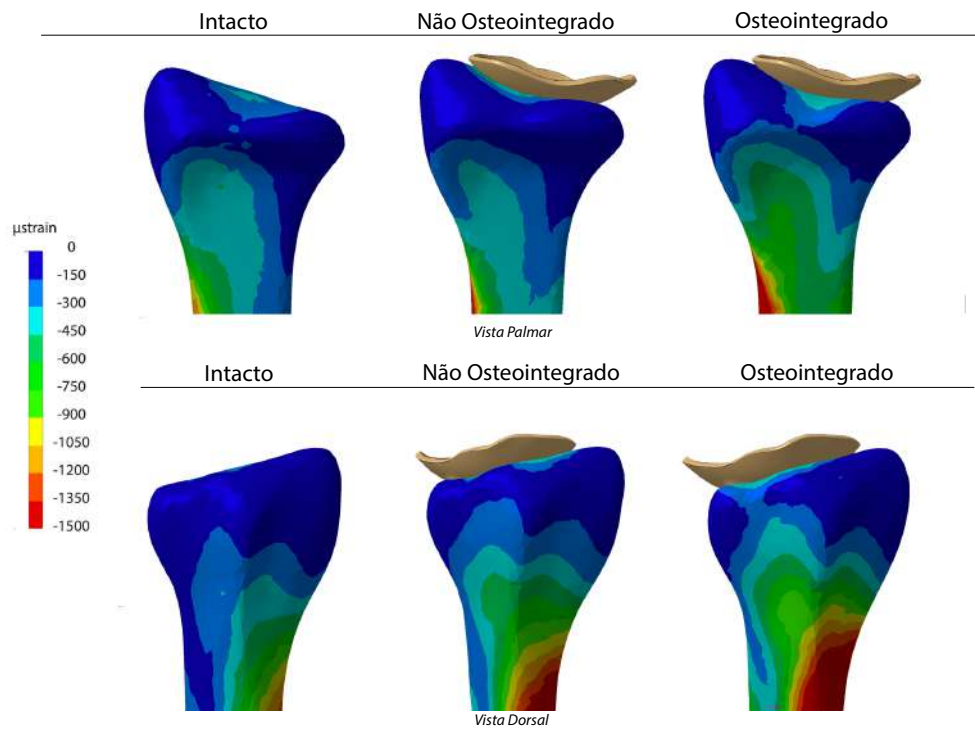 Intacto Não Osteointegrado Osteointegrado
Vista Palmar
µstrain
0
-150
-300
-450
-600
-750
-900
-1050
-1200
-1350
-1500
Intacto Não Osteointegrado Osteointegrado
Vista Dorsal